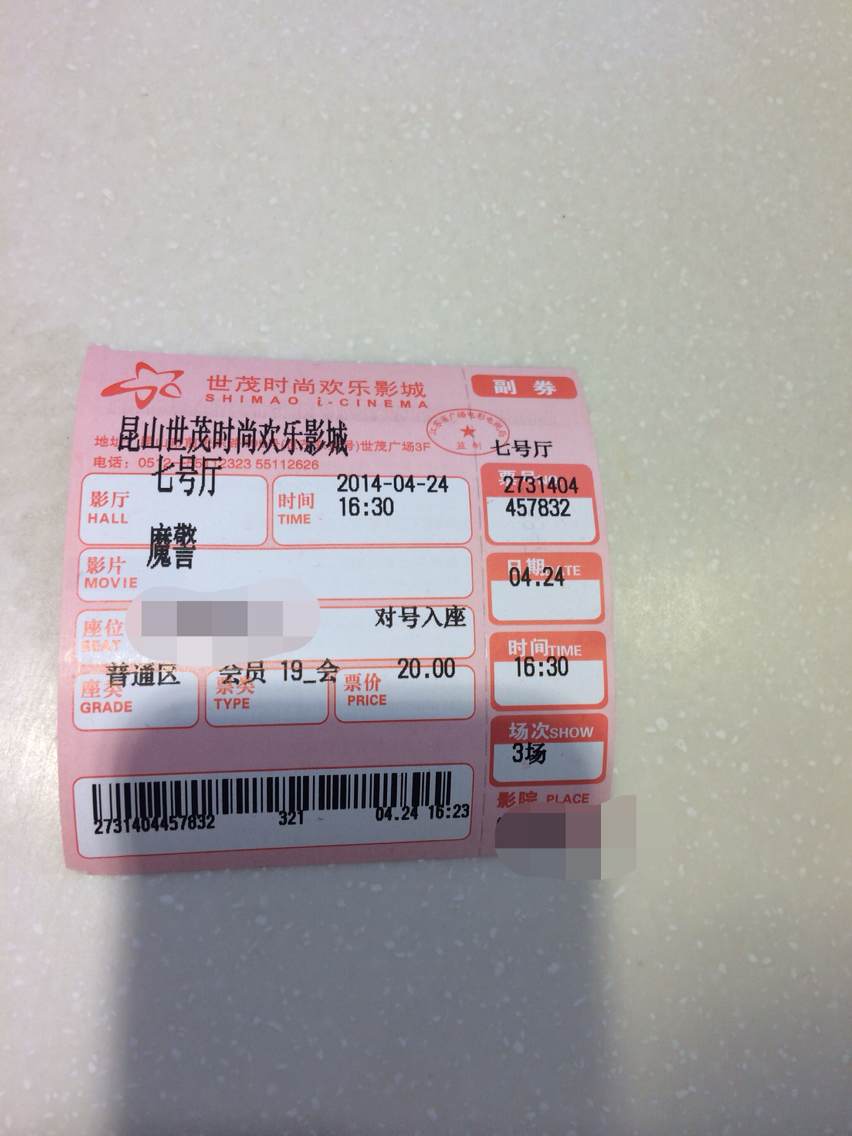 世茂时尚欢乐影城
SHIMAO i-CINEMA
副 券
昆山世茂时尚欢乐影城
世茂广场3F
监制
电话: 2323 55112626
七号厅
七号厅
影厅
HALL
时间
TIME
2014-04-24
16:30
2731404
457832
影片
MOVIE
魔警
日期 DATE
04.24
座位
SEAT
对号入座
时间TIME
16:30
普通区 会员 19_会 20.00
座类
GRADE
票类
TYPE
票价
PRICE
场次SHOW
3场
影院 PLACE
2731404457832 321 04.24 16:23